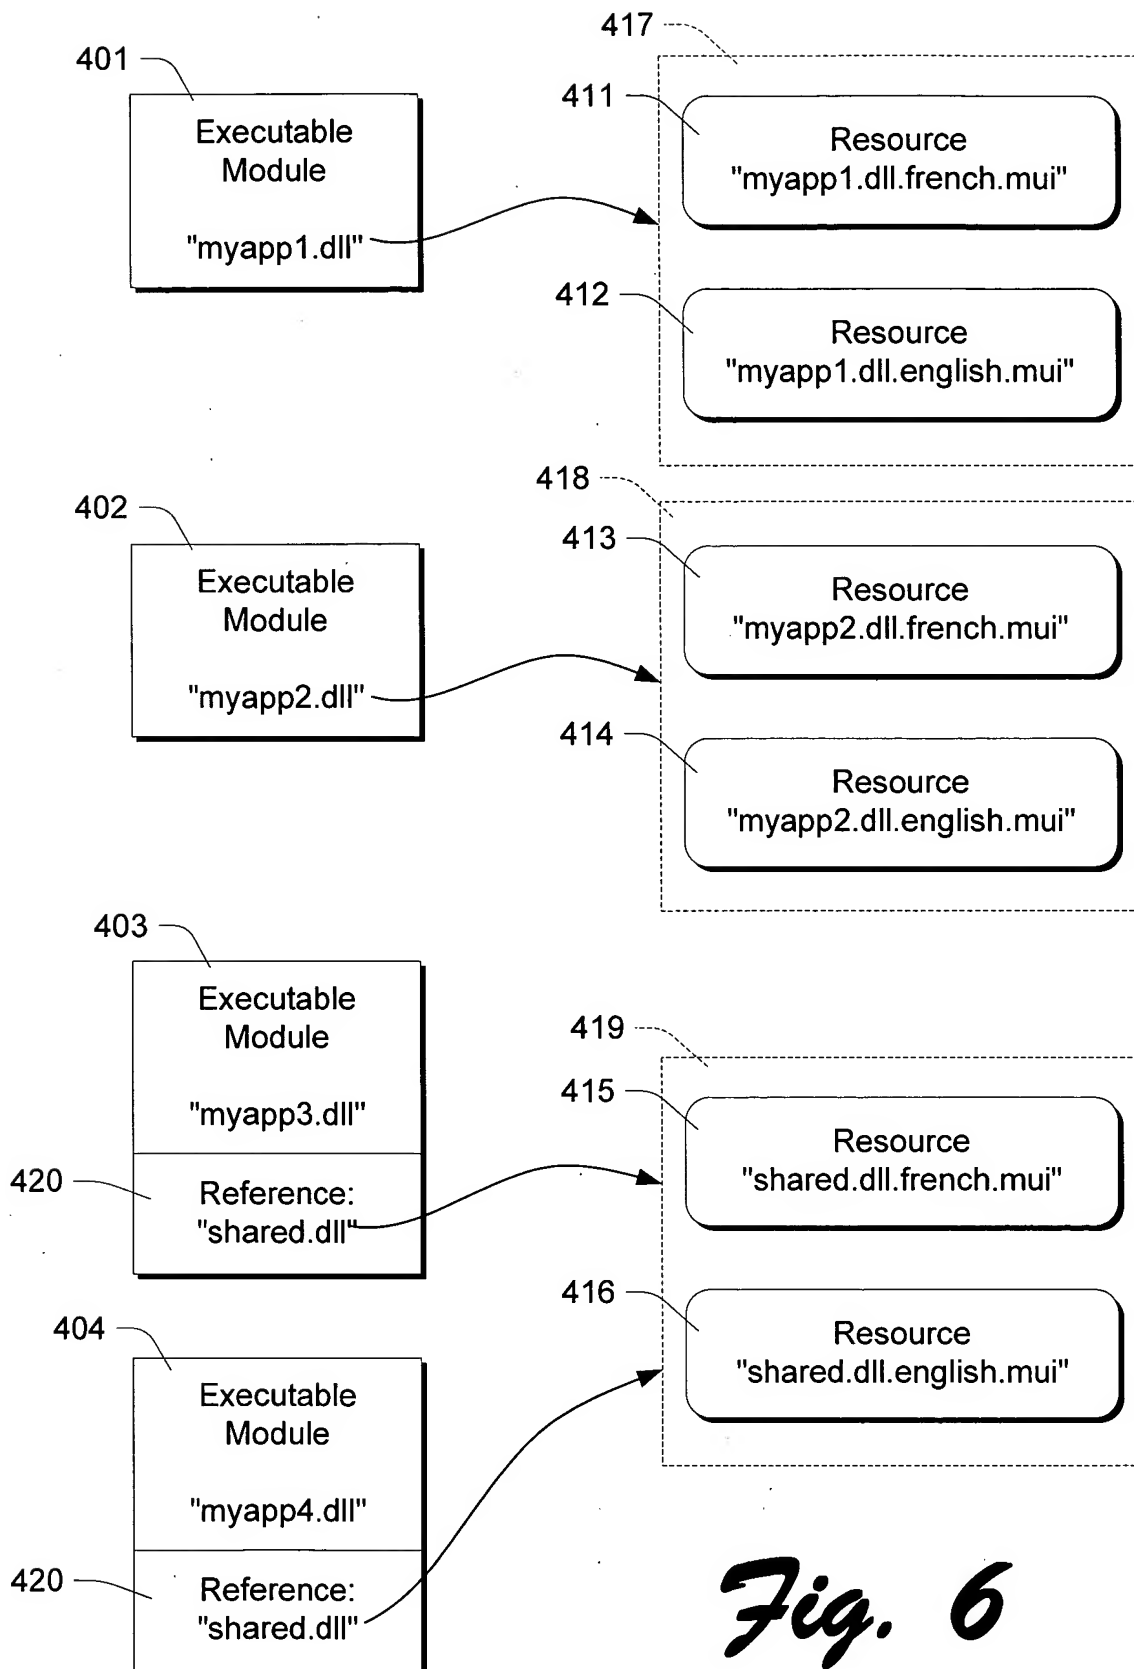 417
401
Executable
Module
"myapp1.dll"
411
Resource
"myapp1.dll.french.mui"
412
Resource
"myapp1.dll.english.mui"
418
402
Executable
Module
"myapp2.dll"
413
Resource
"myapp2.dll.french.mui"
414
Resource
"myapp2.dll.english.mui"
403
Executable
Module
"myapp3.dll"
420
Reference:
"shared.dll"
419
415
Resource
"shared.dll.french.mui"
416
Resource
"shared.dll.english.mui"
404
Executable
Module
"myapp4.dll"
420
Reference:
"shared.dll"
Fig. 6